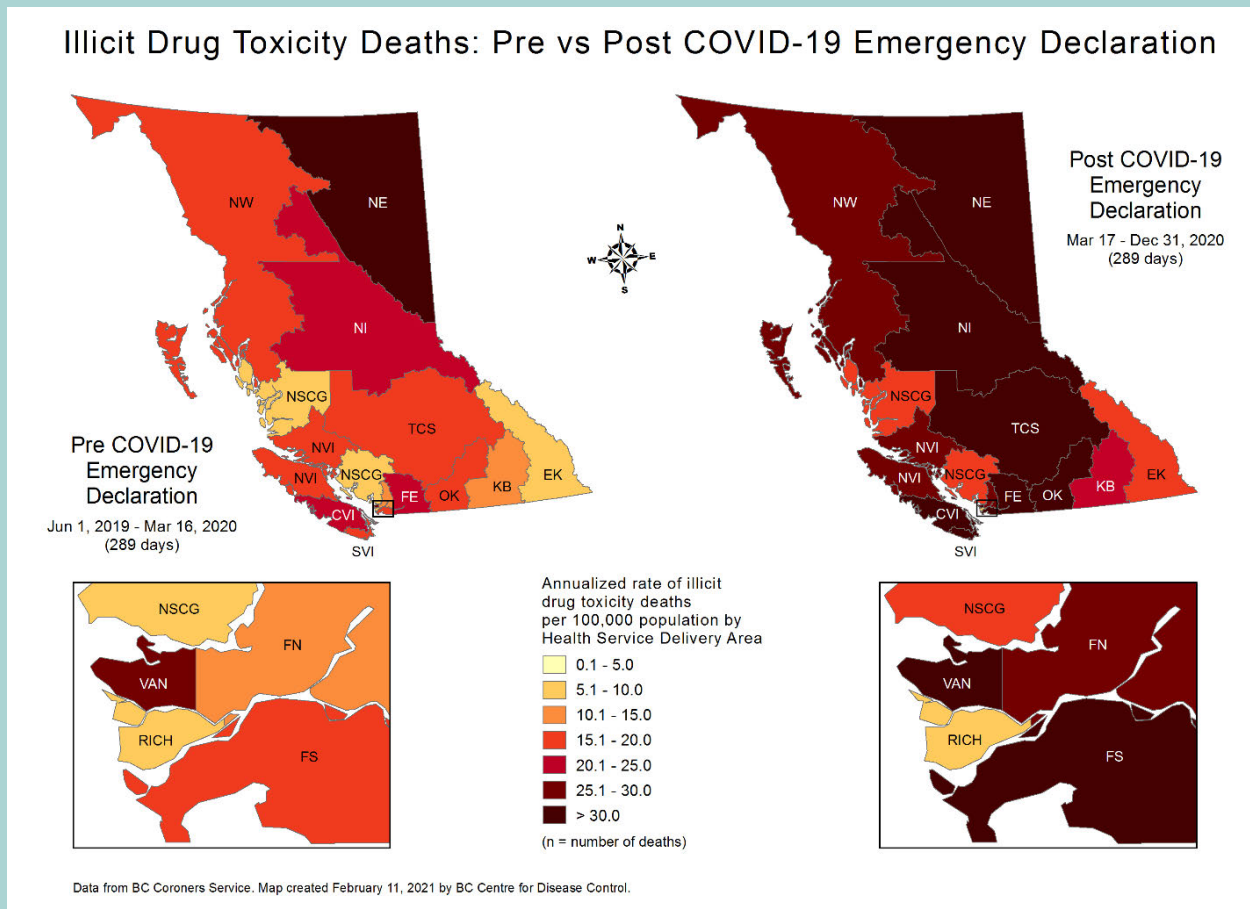 Illicit Drug Toxicity Deaths: Pre vs Post COVID-19 Emergency Declaration
NW
NE
NI
NSCG
TCS
NVI
NVI
NSCG
EK
KB
OK
FE
CVI
SVI
Pre COVID-19
Emergency
Declaration
Jun 1, 2019 - Mar 16, 2020
(289 days)
N
W
E
S
Post COVID-19
Emergency
Declaration
Mar 17 - Dec 31, 2020
(289 days)
NW
NE
NI
NSCG
TCS
NVI
NVI
NSCG
EK
KB
OK
FE
CVI
SVI
NSCG
FN
VAN
RICH
FS
Annualized rate of illicit
drug toxicity deaths
per 100,000 population by
Health Service Delivery Area
0.1 - 5.0
5.1 - 10.0
10.1 - 15.0
15.1 - 20.0
20.1 - 25.0
25.1 - 30.0
> 30.0
(n = number of deaths)
NSCG
FN
VAN
RICH
FS
Data from BC Coroners Service. Map created February 11, 2021 by BC Centre for Disease Control.